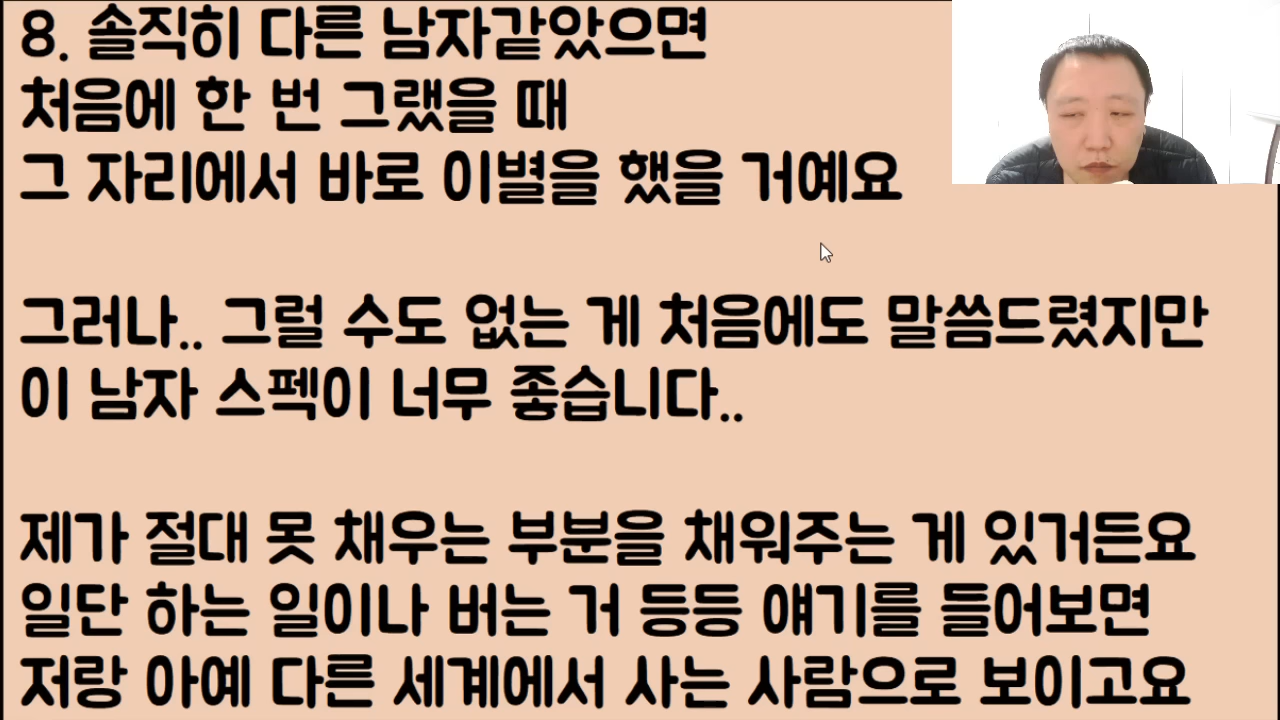 8. 솔직히 다른 남자같았으면
처음에 한 번 그랬을 때
그 자리에서 바로 이별을 했을 거예요
그러나.. 그럴 수도 없는 게 처음에도 말씀드렸지만
이 남자 스펙이 너무 좋습니다..
제가 절대 못 채우는 부분을 채워주는 게 있거든요
일단 하는 일이나 버는 거 등등 얘기를 들어보면
저랑 아예 다른 세계에서 사는 사람으로 보이고요